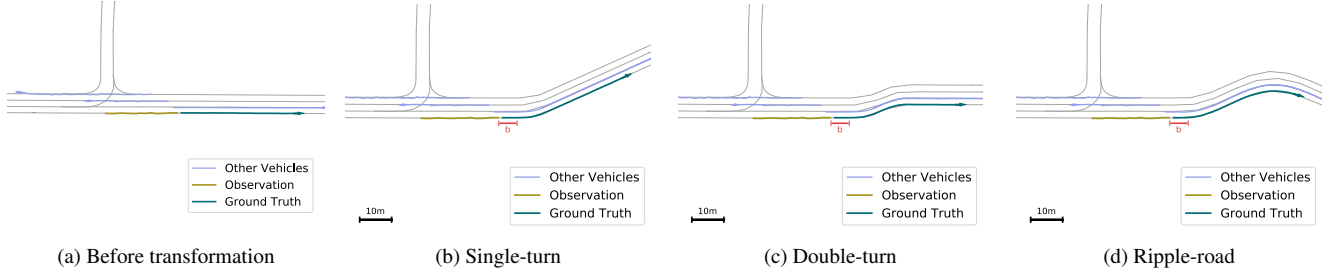 Other Vehicles
Observation
Ground Truth
(a) Before transformation
b
10m
Other Vehicles
Observation
Ground Truth
(b) Single-turn
b
10m
Other Vehicles
Observation
Ground Truth
(c) Double-turn
b
10m
Other Vehicles
Observation
Ground Truth
(d) Ripple-road